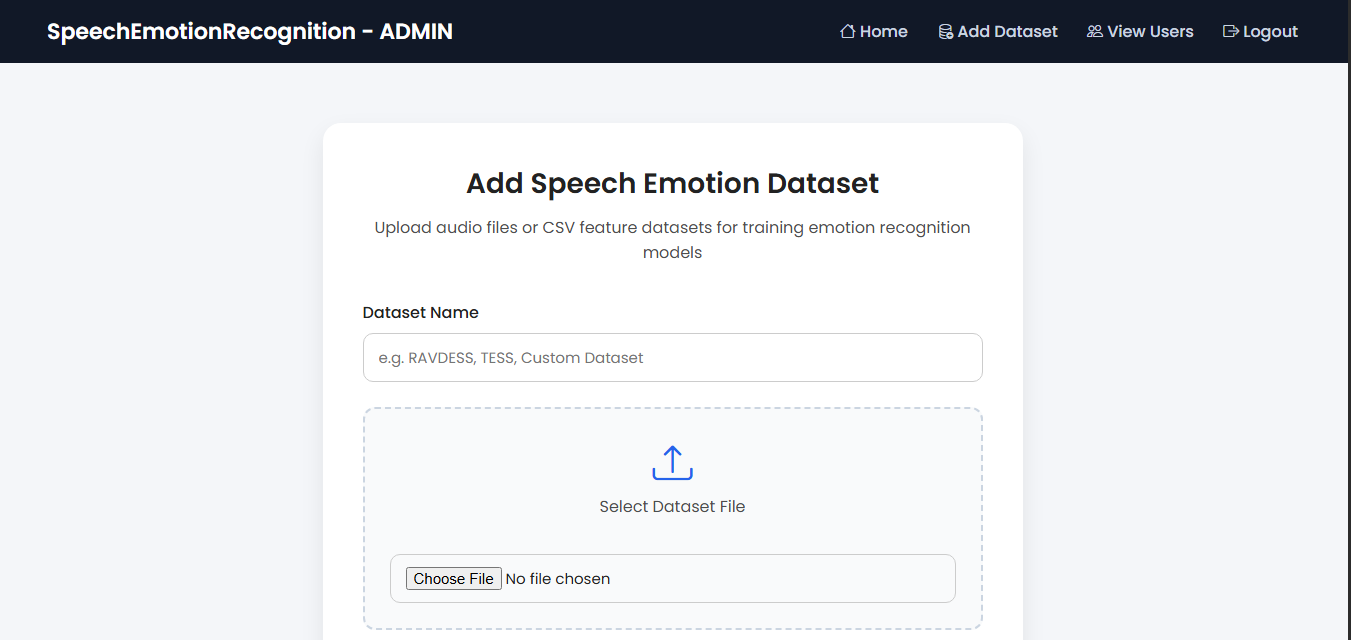 SpeechEmotionRecognition - ADMIN
Home
Add Dataset
View Users
Logout
Add Speech Emotion Dataset
Upload audio files or CSV feature datasets for training emotion recognition
models
Dataset Name
e.g. RAVDESS, TESS, Custom Dataset
Select Dataset File
Choose File No file chosen